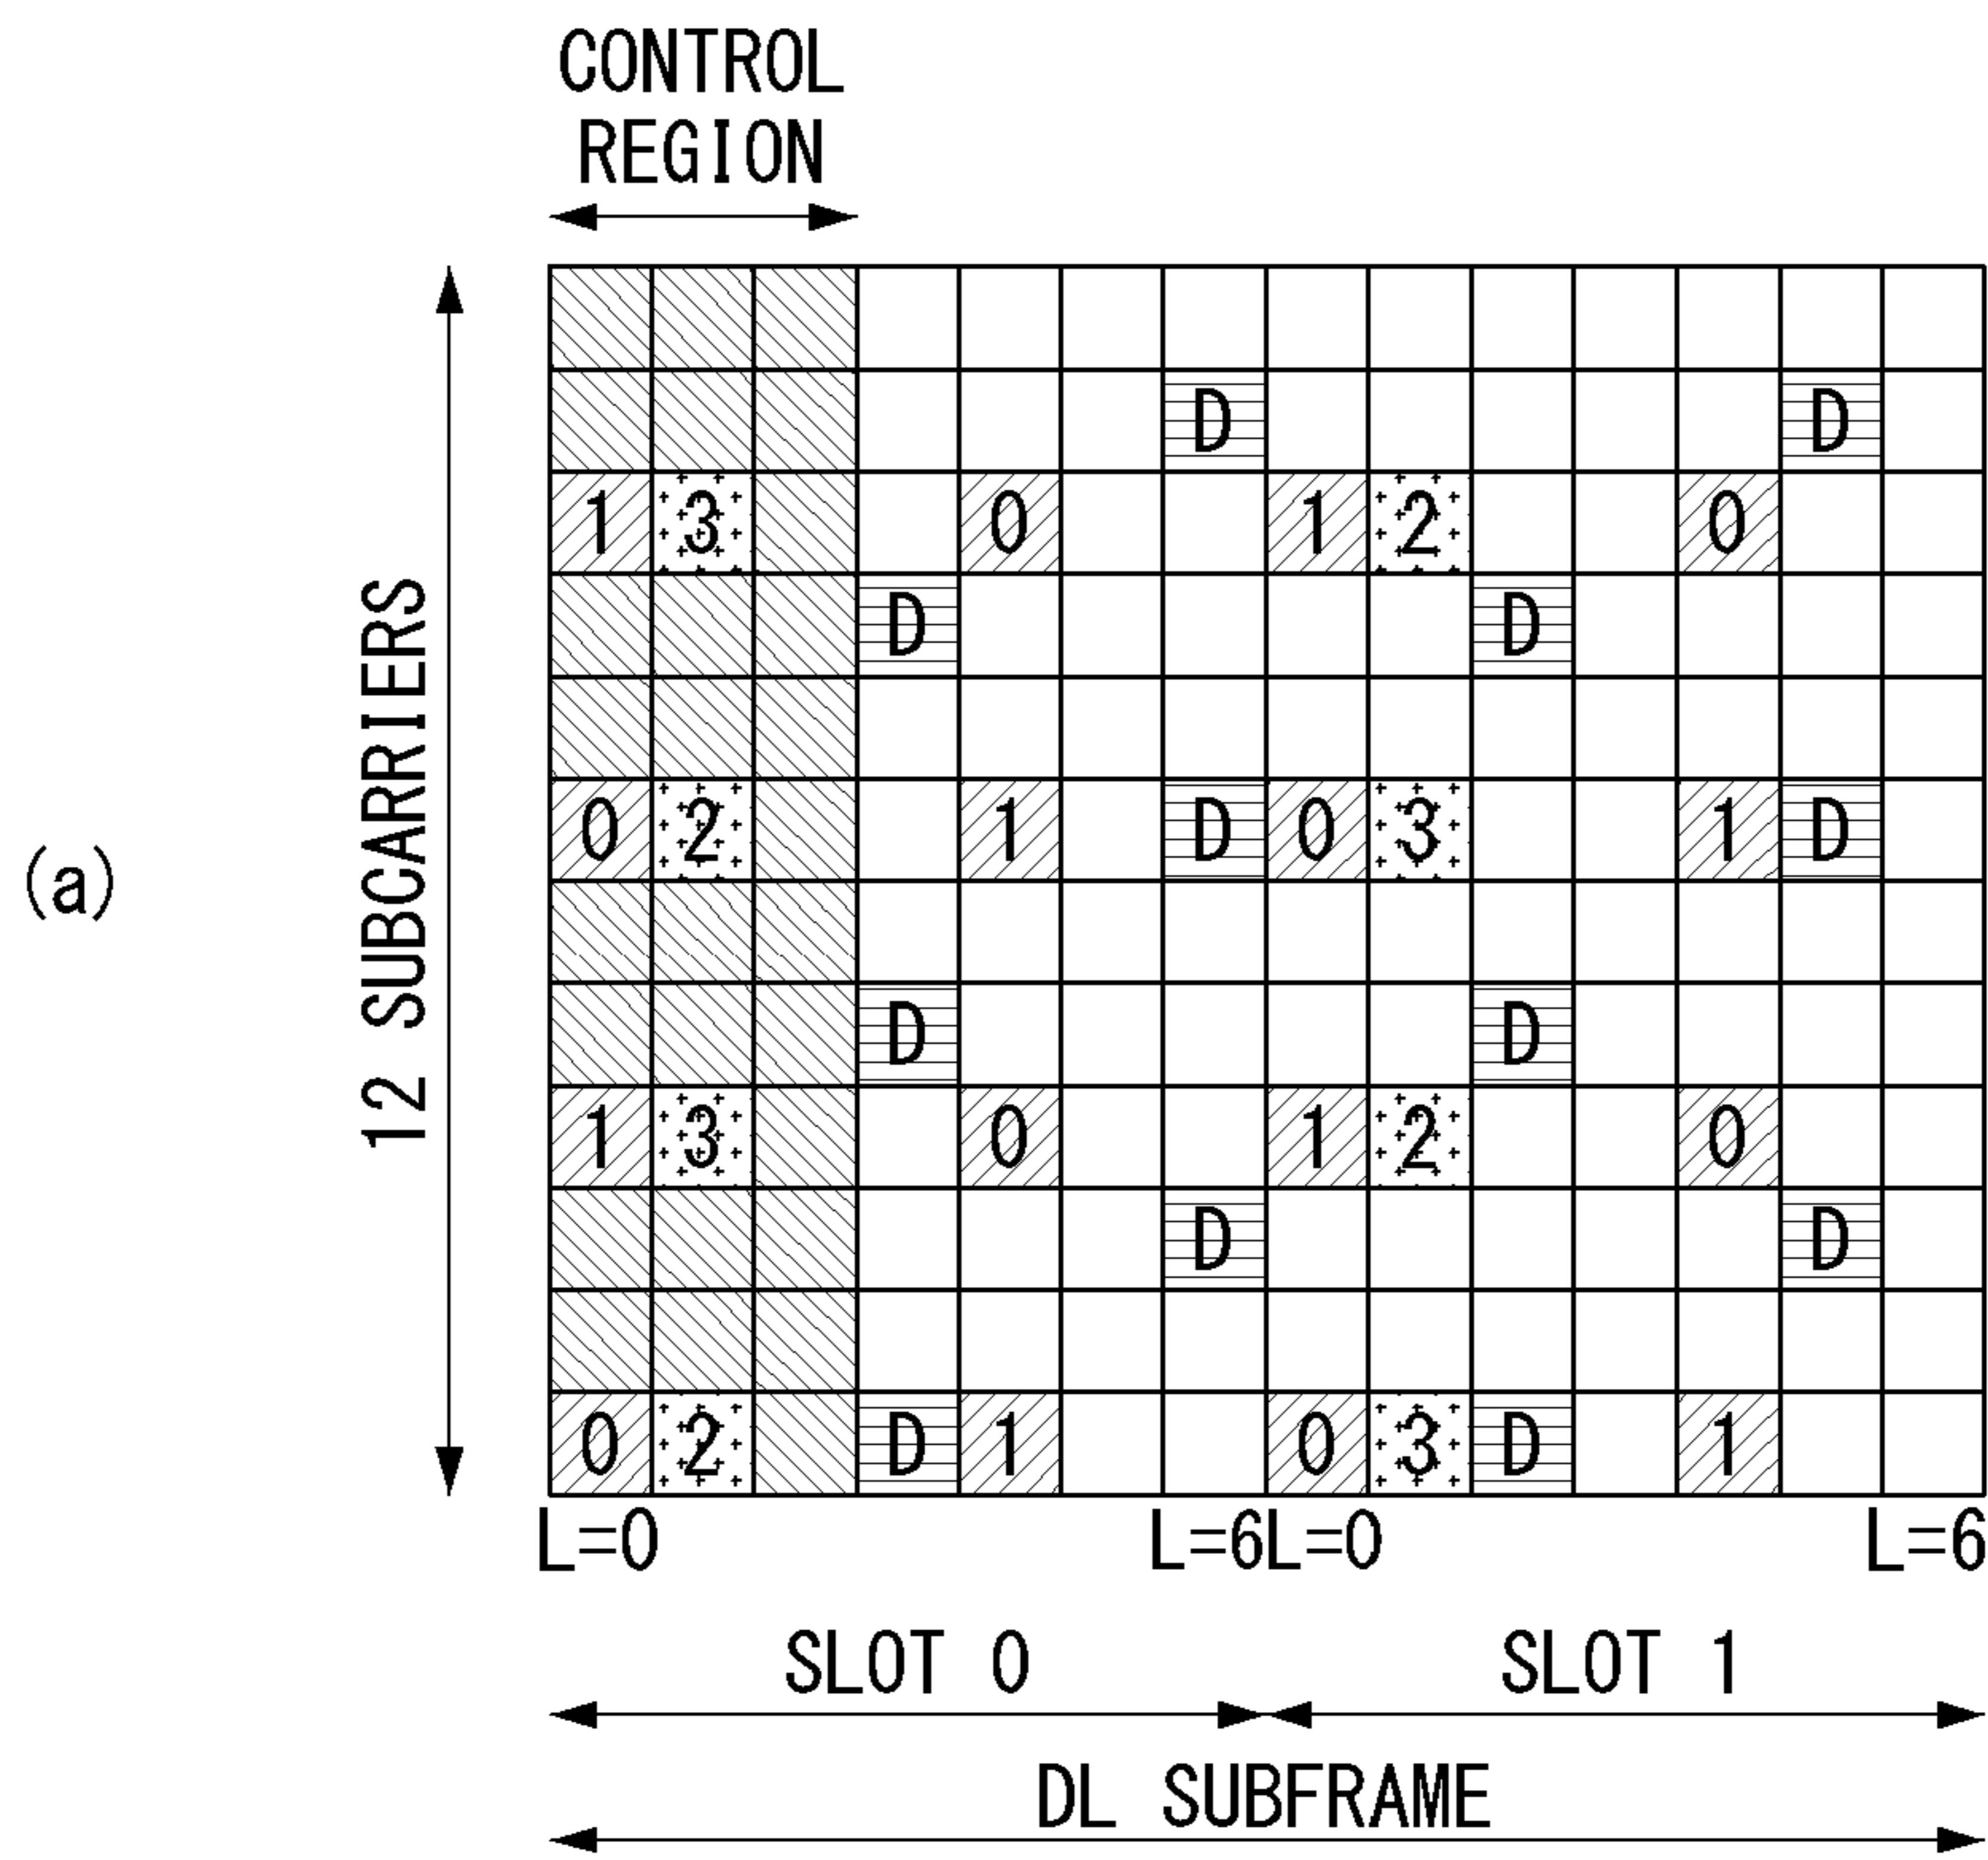 CONTROL
REGION
D D
1 3 0 1 2 0
D D
12 SUBCARRIERS
(a)
0 2 1 D 0 3 1 D
D D
1 3 0 1 2 0
D D
0 2 D 1 0 3 D 1
L=0 L=6 L=0 L=6
SLOT 0 SLOT 1
DL SUBFRAME